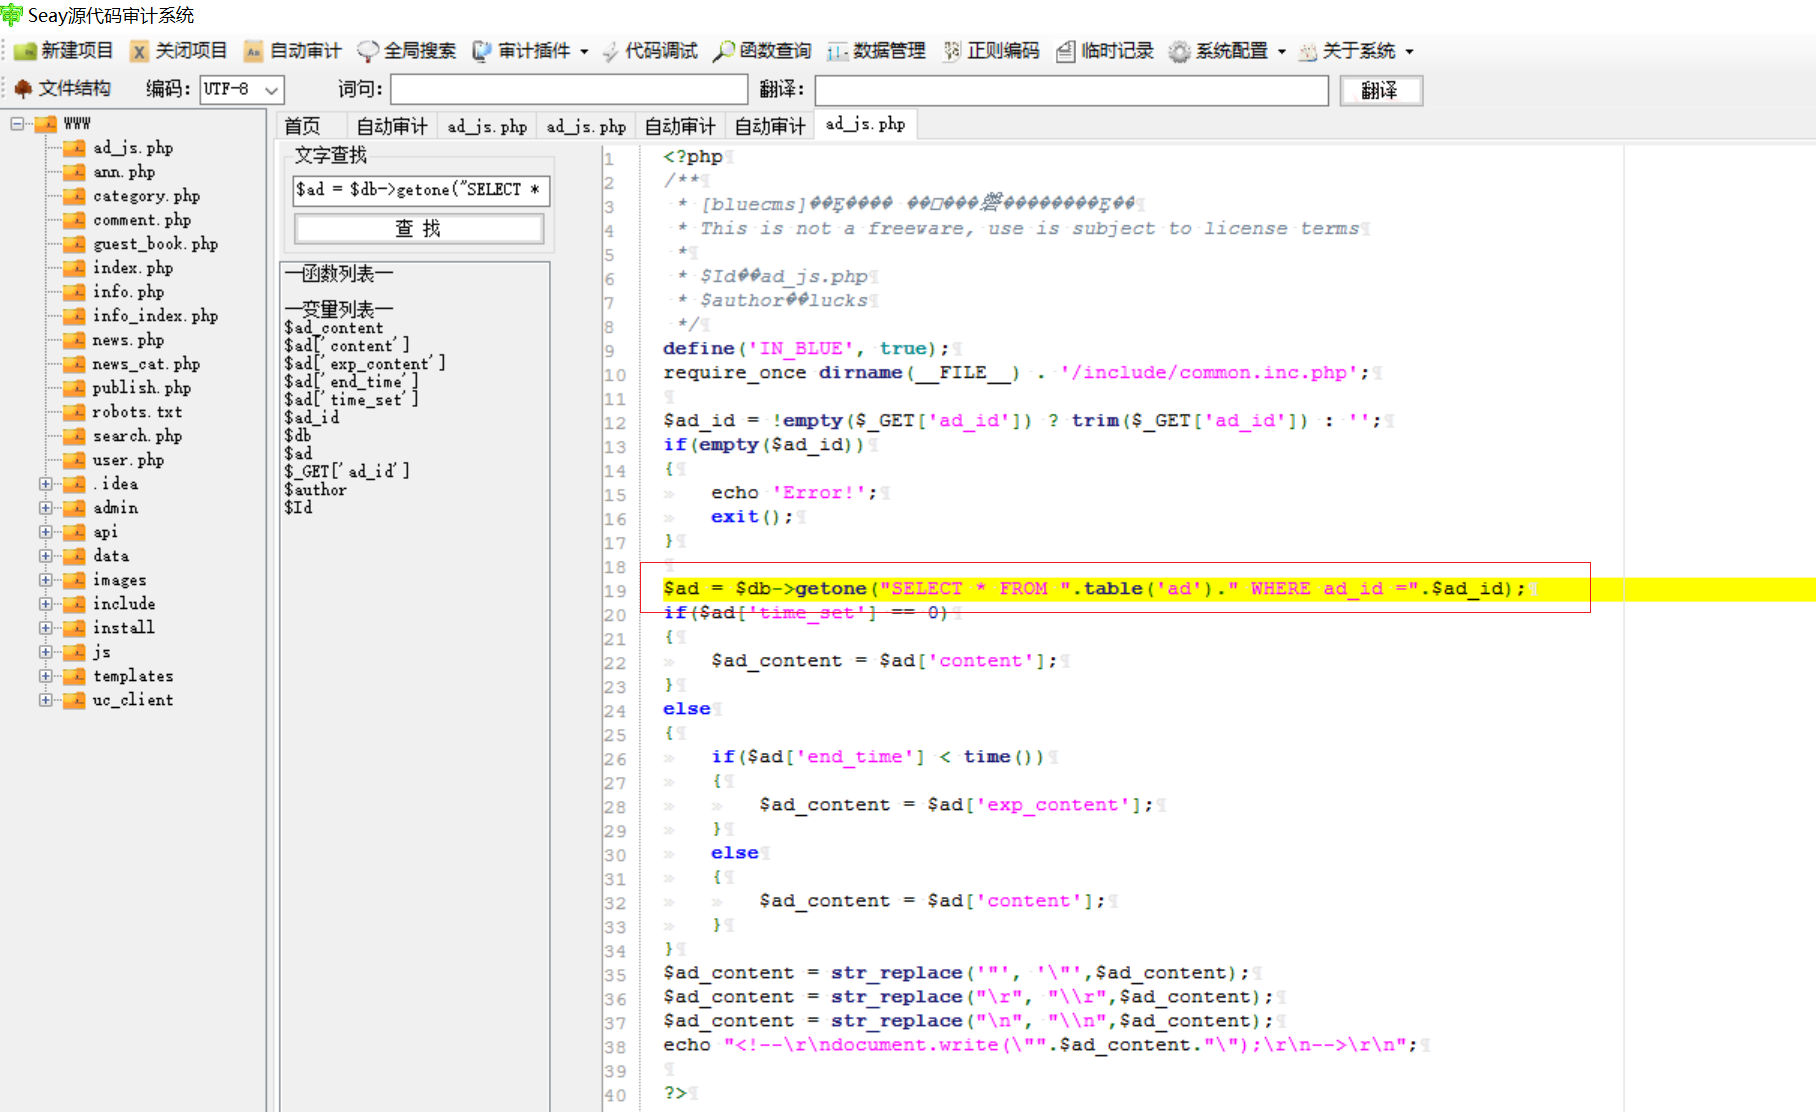 Seay源代码审计系统
新建项目 关闭项目 自动审计 全局搜索 审计插件 代码调试 函数查询 数据管理 正则编码 临时记录 系统配置 关于系统
文件结构 编码: UTF-8 词句: 翻译: 翻译
WWW
ad_js.php
ann.php
category.php
comment.php
guest_book.php
index.php
info.php
info_index.php
news.php
news_cat.php
publish.php
robots.txt
search.php
user.php
.idea
admin
api
data
images
include
install
js
templates
uc_client
首页 自动审计 ad_js.php ad_js.php 自动审计 自动审计 ad_js.php
文字查找
$ad = $db->getone("SELECT *
查 找
—函数列表—
—变量列表—
$ad_content
$ad['content']
$ad['exp_content']
$ad['end_time']
$ad['time_set']
$ad_id
$db
$ad
$_GET['ad_id']
$author
$Id
1 <?php
2 /**
3 * [bluecms]
4 * This is not a freeware, use is subject to license terms
5 *
6 * $Id��ad_js.php
7 * $author��lucks
8 */
9 define('IN_BLUE', true);
10 require_once dirname(__FILE__) . '/include/common.inc.php';
11
12 $ad_id = !empty($_GET['ad_id']) ? trim($_GET['ad_id']) : '';
13 if(empty($ad_id))
14 {
15 echo 'Error!';
16 exit();
17 }
18
19 $ad = $db->getone("SELECT * FROM ".table('ad')." WHERE ad_id =".$ad_id);
20 if($ad['time_set'] == 0)
21 {
22 $ad_content = $ad['content'];
23 }
24 else
25 {
26 if($ad['end_time'] < time())
27 {
28 $ad_content = $ad['exp_content'];
29 }
30 else
31 {
32 $ad_content = $ad['content'];
33 }
34 }
35 $ad_content = str_replace('"', '\"',$ad_content);
36 $ad_content = str_replace("\r", "\\r",$ad_content);
37 $ad_content = str_replace("\n", "\\n",$ad_content);
38 echo "<!--\r\ndocument.write(\"".$ad_content."\");\r\n-->\r\n";
39
40 ?>